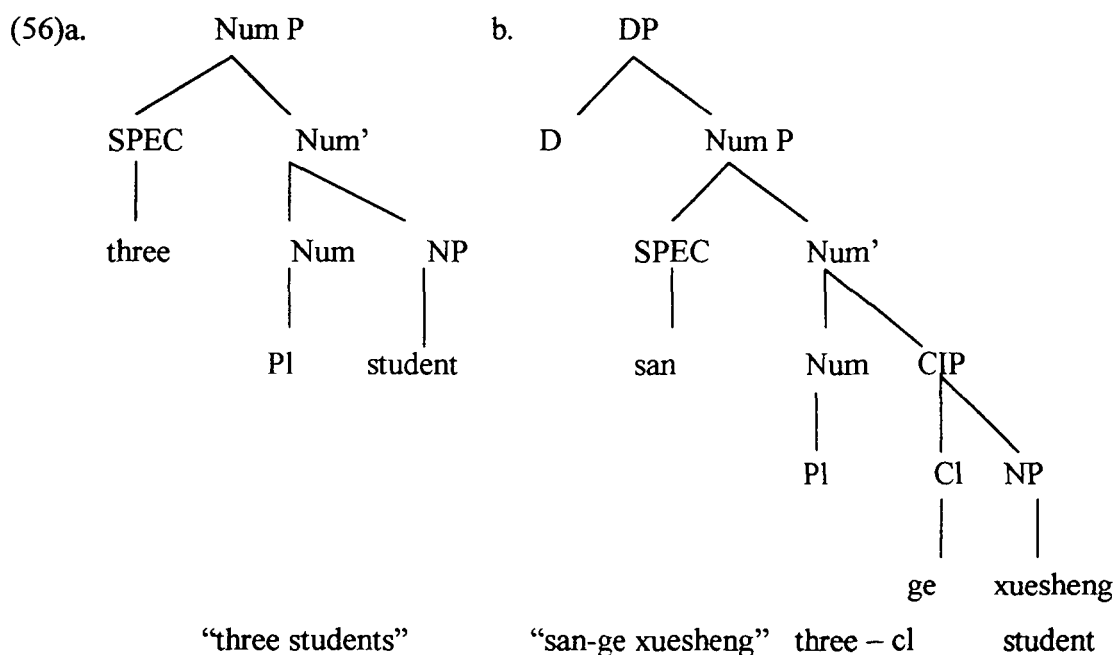 (56)a. Num P b. DP
SPEC Num’ D Num P
three Num NP SPEC Num’
Pl student san Num ClP
Pl Cl NP
ge xuesheng
“three students” “san-ge xuesheng” three – cl student